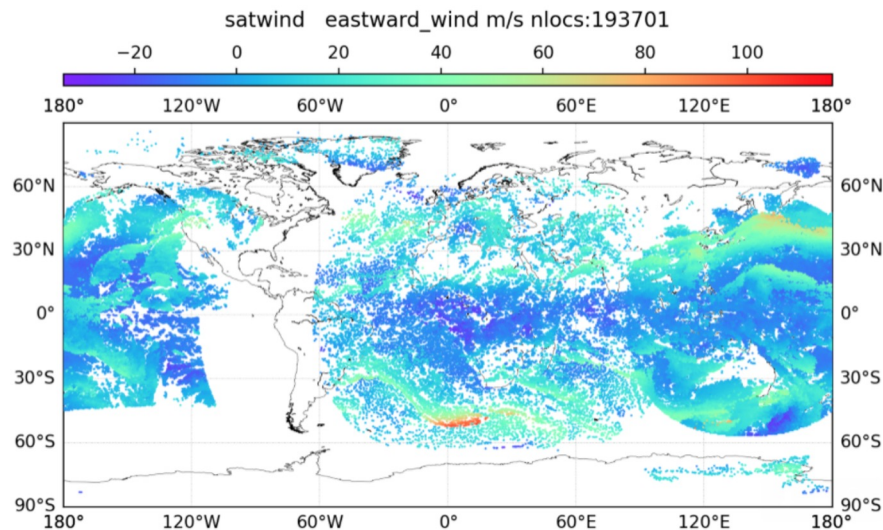 satwind eastward_wind m/s nlocs:193701
−20 0 20 40 60 80 100
180° 120°W 60°W 0° 60°E 120°E 180°
60°N 60°N
30°N 30°N
0° 0°
30°S 30°S
60°S 60°S
90°S 90°S
180° 120°W 60°W 0° 60°E 120°E 180°